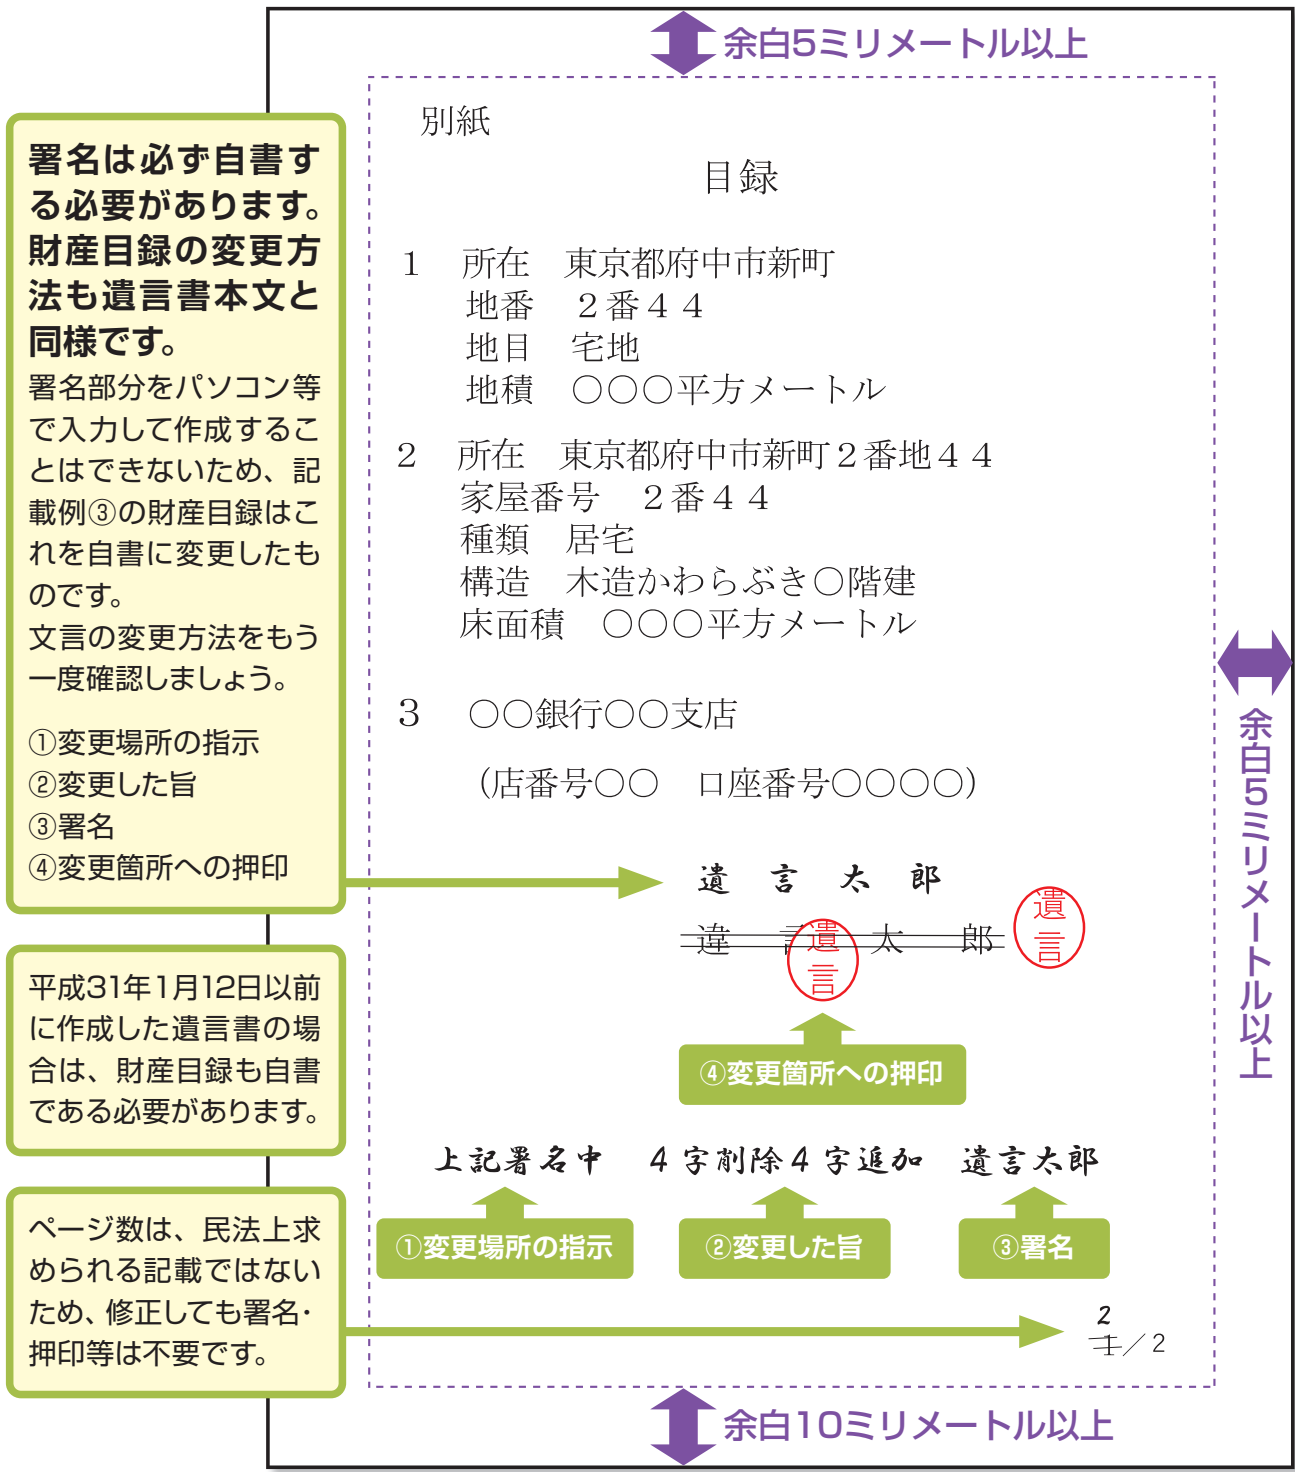 余白5ミリメートル以上
別紙
目録
1 所在 東京都府中市新町
地番 2番44
地目 宅地
地積 〇〇〇平方メートル
2 所在 東京都府中市新町2番地44
家屋番号 2番44
種類 居宅
構造 木造かわらぶき〇階建
床面積 〇〇〇平方メートル
3 〇〇銀行〇〇支店
(店番号〇〇 口座番号〇〇〇〇)
遺言太郎
違言太郎
遺言
遺言
④変更箇所への押印
上記署名中 4字削除4字追加 遺言太郎
①変更場所の指示
②変更した旨
③署名
2
1/2
余白10ミリメートル以上
余白5ミリメートル以上
署名は必ず自書す
る必要があります。
財産目録の変更方
法も遺言書本文と
同様です。
署名部分をパソコン等
で入力して作成するこ
とはできないため、記
載例③の財産目録はこ
れを自書に変更したも
のです。
文言の変更方法をもう
一度確認しましょう。
①変更場所の指示
②変更した旨
③署名
④変更箇所への押印
平成31年1月12日以前
に作成した遺言書の場
合は、財産目録も自書
である必要があります。
ページ数は、民法上求
められる記載ではない
ため、修正しても署名・
押印等は不要です。